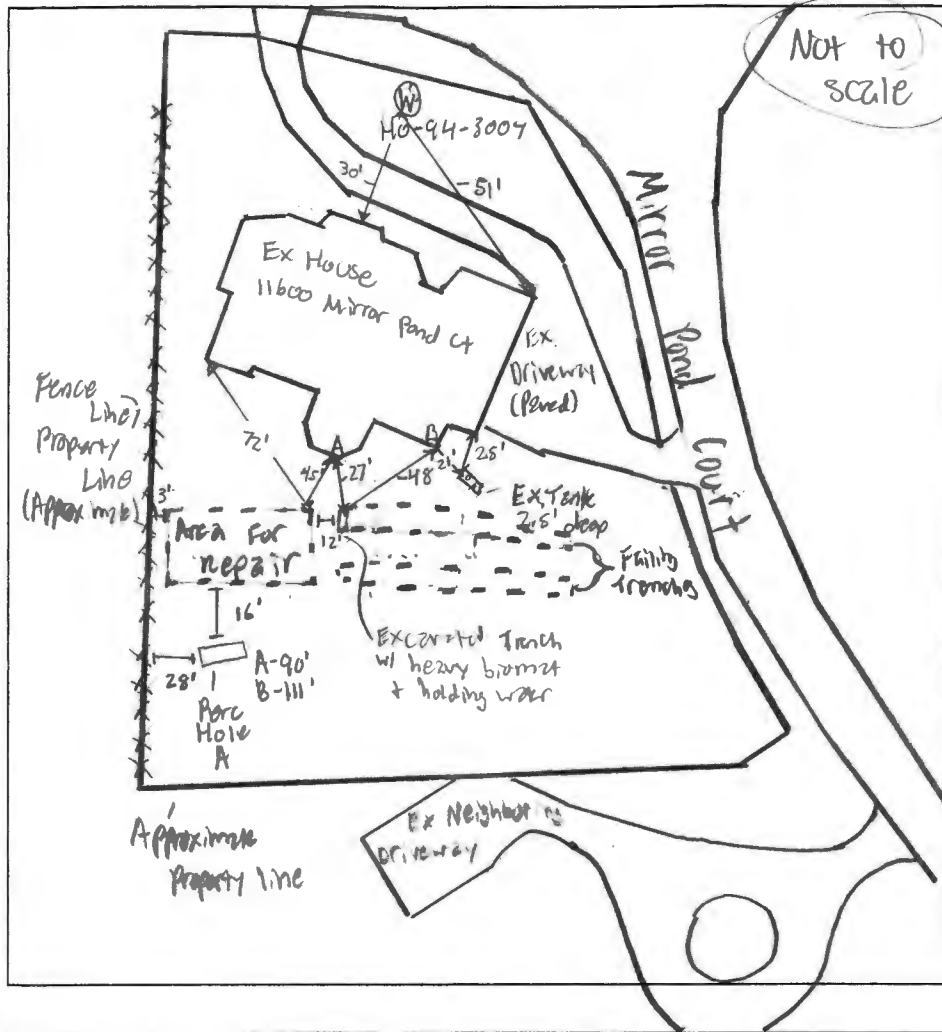 Not to
scale
W
HO-94-3004
30'
51'
Mirror
Pond
Court
Ex House
11600 Mirror Pond Ct
Ex.
Driveway
(Paved)
Fence
Line/
Property
Line
(Approximate)
72'
A
B
45'
27'
48'
21'
25'
3'
Ex. Tank
2.5' deep
Area For
Repair
12'
Failing
Trenches
16'
Excavated Trench
w/ heavy biomat
+ holding water
28'
A-90'
B-111'
Perc
Hole
A
Approximate
Property line
Ex Neighboring
Driveway